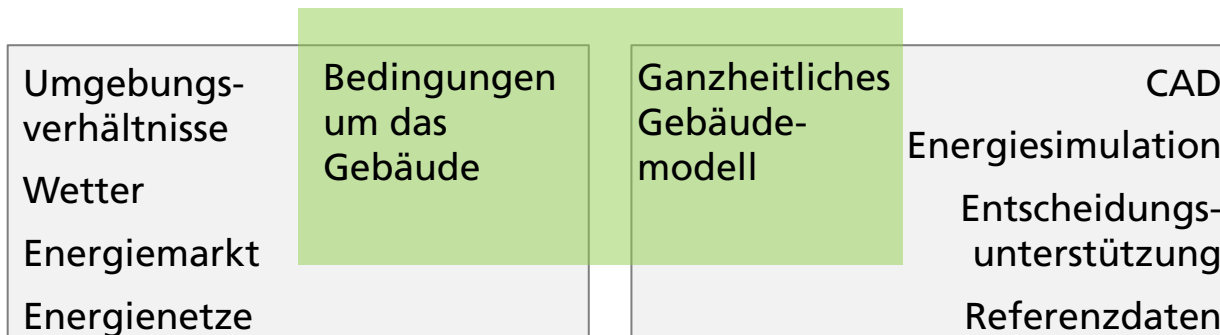 Umgebungs-
verhältnisse
Wetter
Energiemarkt
Energienetze
Bedingungen
um das
Gebäude
Ganzheitliches
Gebäude-
modell
CAD
Energiesimulation
Entscheidungs-
unterstützung
Referenzdaten